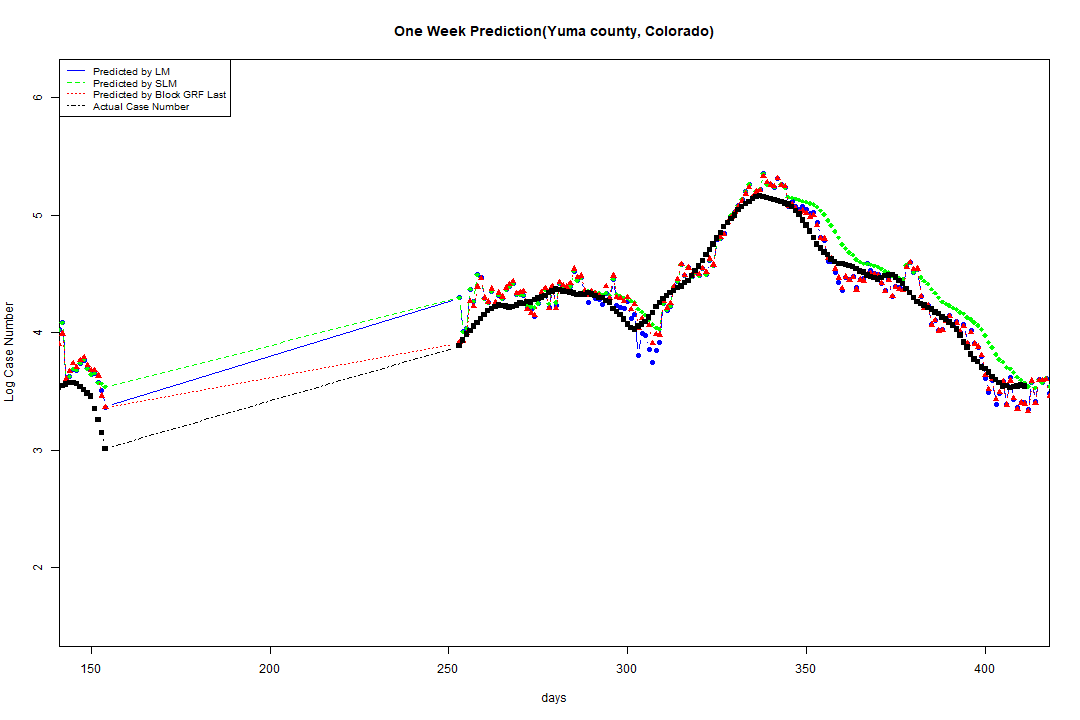 One Week Prediction(Yuma county, Colorado)
Predicted by LM
Predicted by SLM
Predicted by Block GRF Last
Actual Case Number
6
5
4
3
2
Log Case Number
150 200 250 300 350 400
days